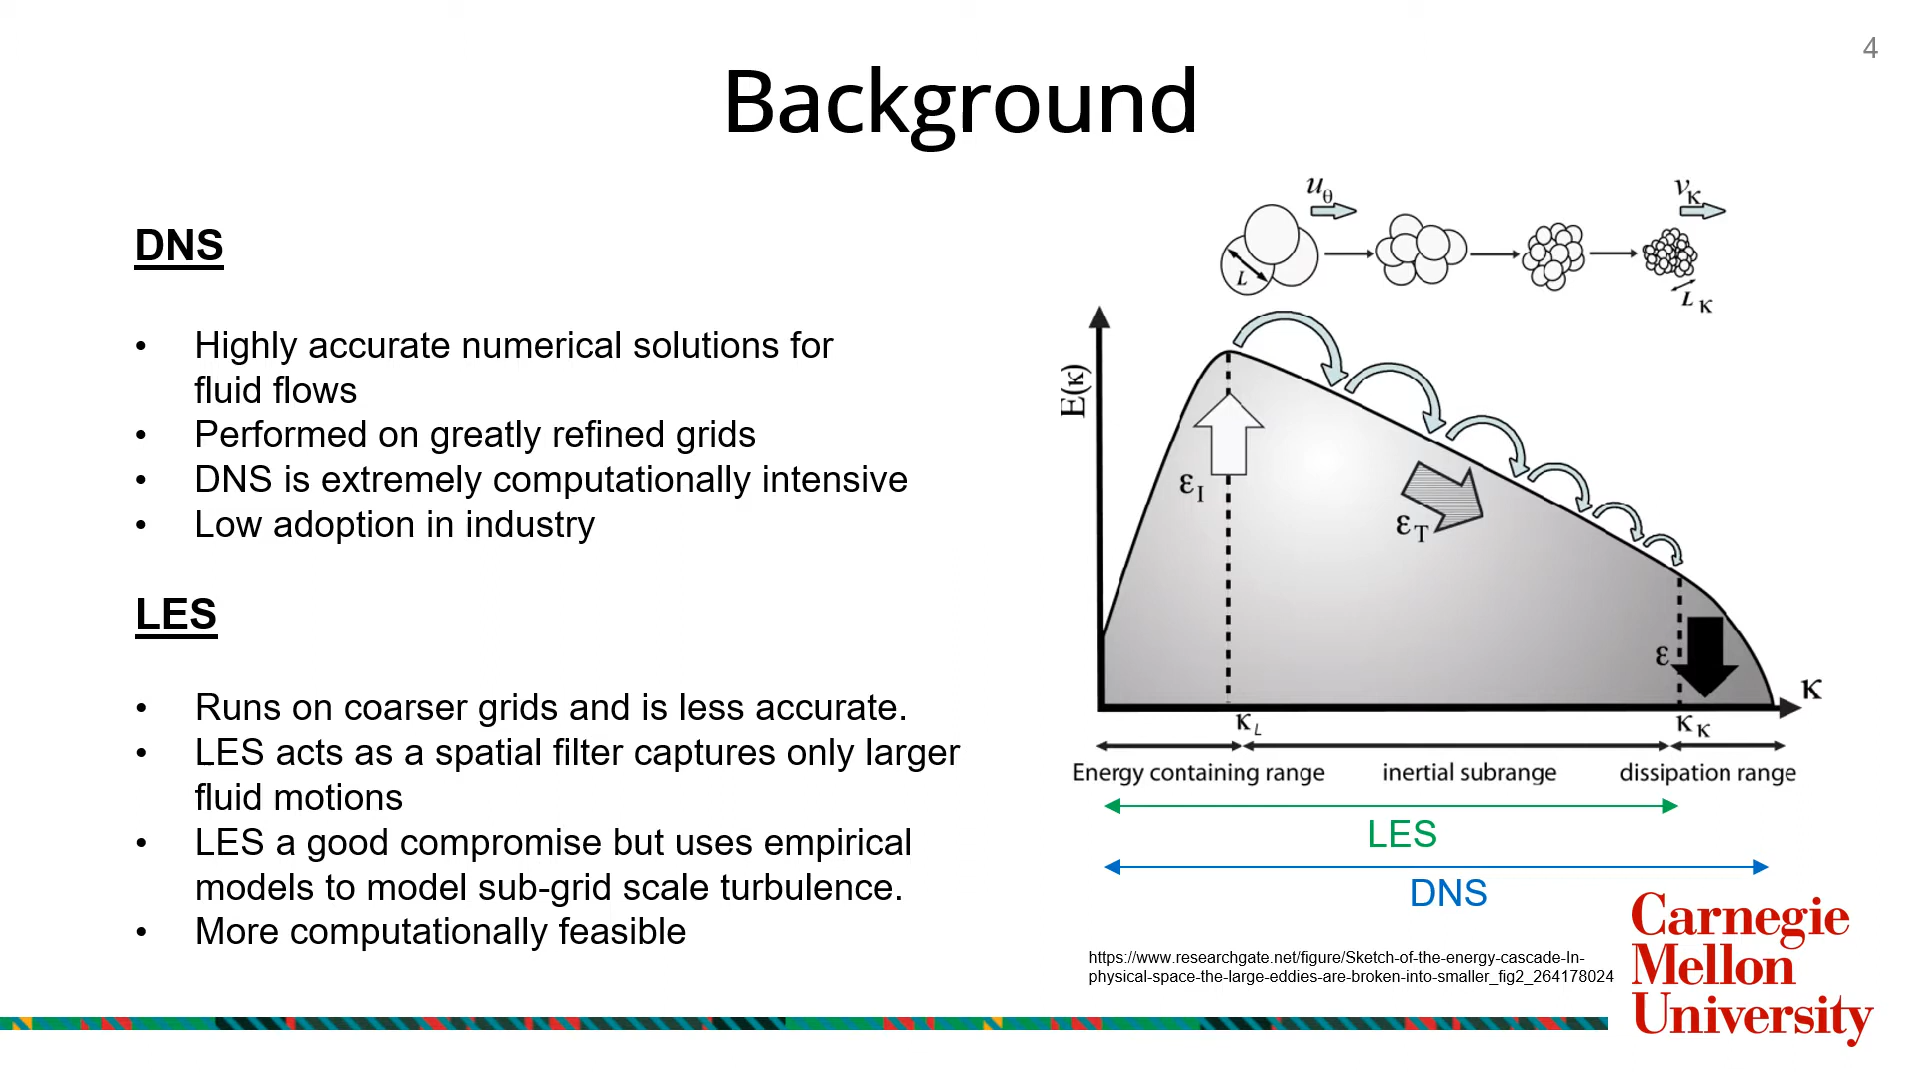 4
Background
DNS
• Highly accurate numerical solutions for
fluid flows
• Performed on greatly refined grids
• DNS is extremely computationally intensive
• Low adoption in industry
LES
• Runs on coarser grids and is less accurate.
• LES acts as a spatial filter captures only larger
fluid motions
• LES a good compromise but uses empirical
models to model sub-grid scale turbulence.
• More computationally feasible
u_θ
v_K
L
L_K
E(κ)
ε_I
ε_T
ε
κ
κ_L
κ_K
Energy containing range
inertial subrange
dissipation range
LES
DNS
https://www.researchgate.net/figure/Sketch-of-the-energy-cascade-In-
physical-space-the-large-eddies-are-broken-into-smaller_fig2_264178024
Carnegie
Mellon
University